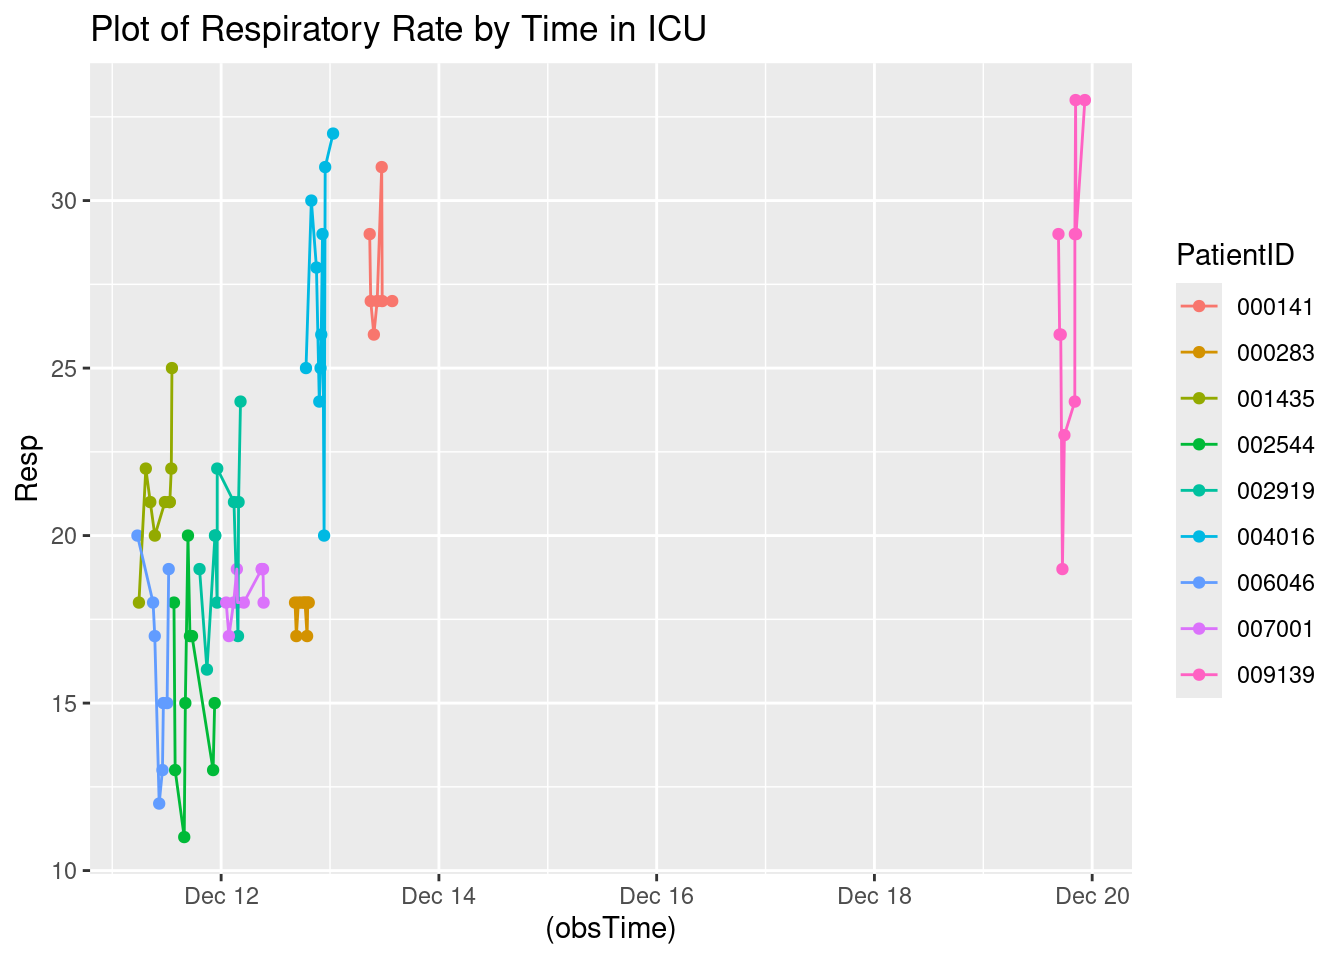 Plot of Respiratory Rate by Time in ICU
Resp
30
25
20
15
10
Dec 12
Dec 14
Dec 16
Dec 18
Dec 20
(obsTime)
PatientID
000141
000283
001435
002544
002919
004016
006046
007001
009139